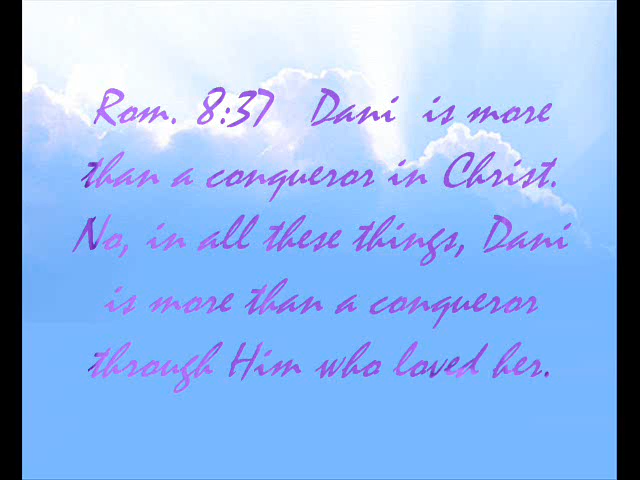 Rom. 8:37 Dani is more
than a conqueror in Christ.
No, in all these things, Dani
is more than a conqueror
through Him who loved her.